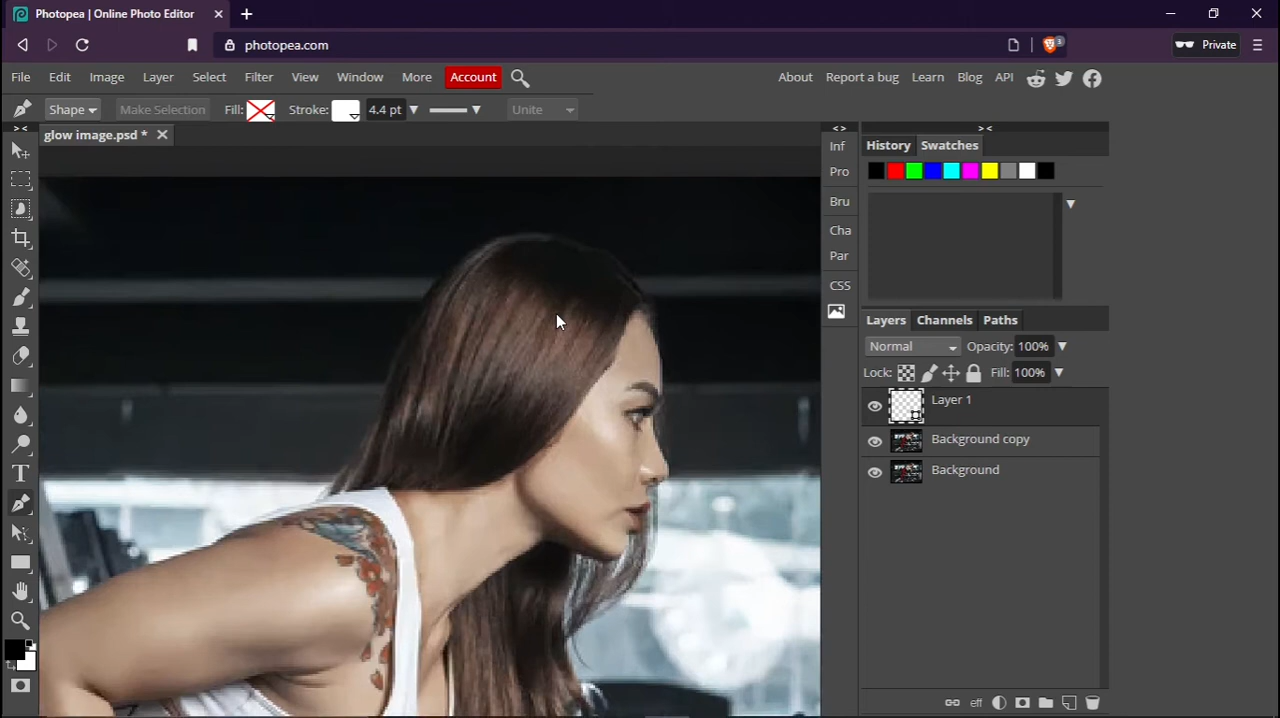 Photopea | Online Photo Editor
photopea.com
3
Private
File Edit Image Layer Select Filter View Window More Account
About Report a bug Learn Blog API
Shape Make Selection Fill: Stroke: 4.4 pt Unite
> < glow image.psd * < > > <
History Swatches
Inf
Pro
Bru
Cha
Par
CSS
Layers Channels Paths
Normal Opacity: 100%
Lock: Fill: 100%
Layer 1
Background copy
Background
T
eff